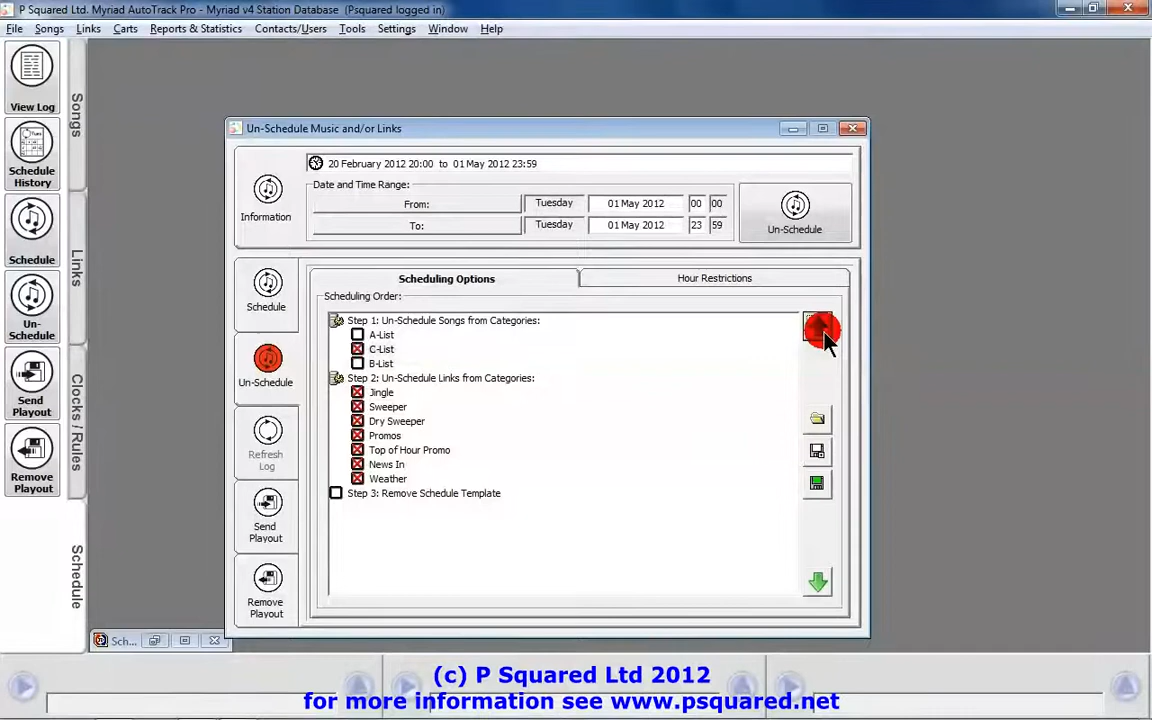 P Squared Ltd. Myriad AutoTrack Pro - Myriad v4 Station Database (Psquared logged in)
File Songs Links Carts Reports & Statistics Contacts/Users Tools Settings Window Help
View Log
Schedule History
Schedule
Un-Schedule
Send Playout
Remove Playout
Songs
Links
Clocks / Rules
Schedule
Un-Schedule Music and/or Links
Information
20 February 2012 20:00 to 01 May 2012 23:59
Date and Time Range:
From: Tuesday 01 May 2012 00 00
To: Tuesday 01 May 2012 23 59
Un-Schedule
Schedule
Un-Schedule
Refresh Log
Send Playout
Remove Playout
Scheduling Options
Hour Restrictions
Scheduling Order:
Step 1: Un-Schedule Songs from Categories:
A-List
C-List
B-List
Step 2: Un-Schedule Links from Categories:
Jingle
Sweeper
Dry Sweeper
Promos
Top of Hour Promo
News In
Weather
Step 3: Remove Schedule Template
Sch...
(c) P Squared Ltd 2012
for more information see www.psquared.net